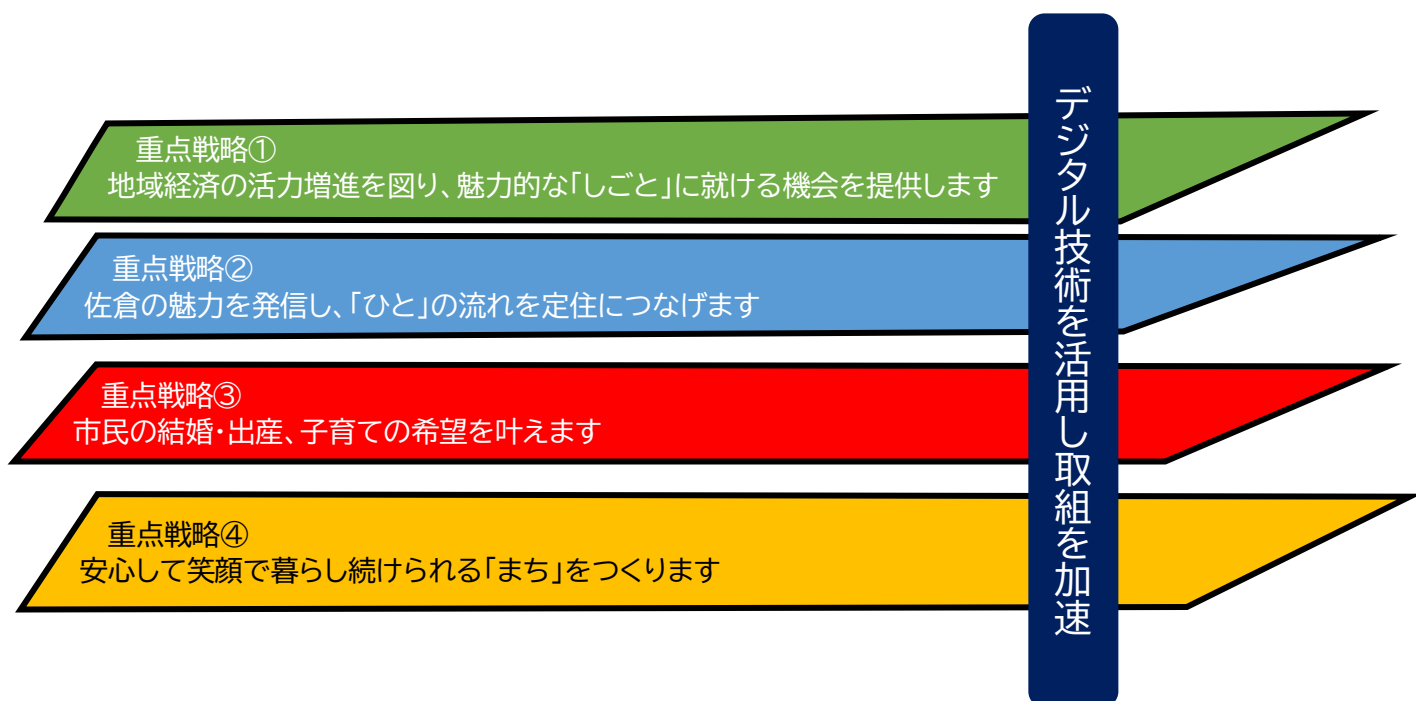 重点戦略①
地域経済の活力増進を図り、魅力的な「しごと」に就ける機会を提供します
重点戦略②
佐倉の魅力を発信し、「ひと」の流れを定住につなげます
重点戦略③
市民の結婚・出産、子育ての希望を叶えます
重点戦略④
安心して笑顔で暮らし続けられる「まち」をつくります
デジタル技術を活用し取組を加速